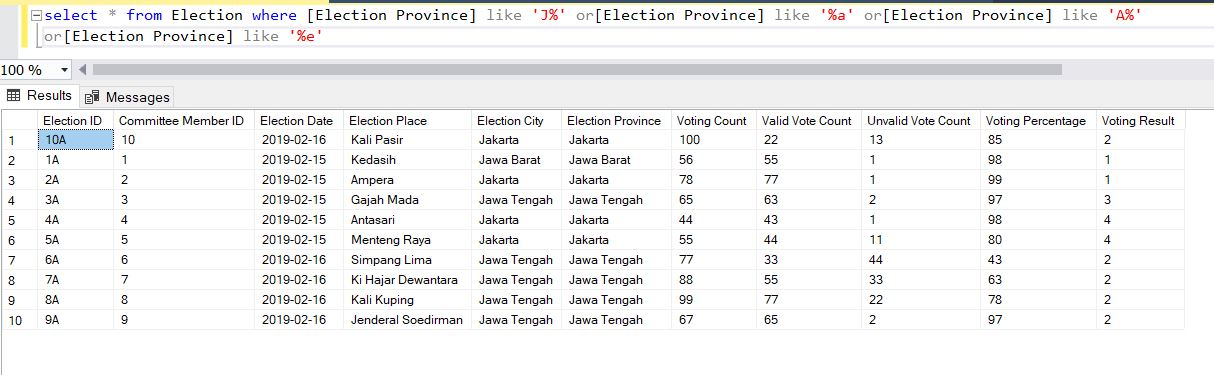 select * from Election where [Election Province] like 'J%' or[Election Province] like '%a' or[Election Province] like 'A%'
or[Election Province] like '%e'
100 %
Results Messages
Election ID Committee Member ID Election Date Election Place Election City Election Province Voting Count Valid Vote Count Unvalid Vote Count Voting Percentage Voting Result
1 10A 10 2019-02-16 Kali Pasir Jakarta Jakarta 100 22 13 85 2
2 1A 1 2019-02-15 Kedasih Jawa Barat Jawa Barat 56 55 1 98 1
3 2A 2 2019-02-15 Ampera Jakarta Jakarta 78 77 1 99 1
4 3A 3 2019-02-15 Gajah Mada Jawa Tengah Jawa Tengah 65 63 2 97 3
5 4A 4 2019-02-15 Antasari Jakarta Jakarta 44 43 1 98 4
6 5A 5 2019-02-15 Menteng Raya Jakarta Jakarta 55 44 11 80 4
7 6A 6 2019-02-16 Simpang Lima Jawa Tengah Jawa Tengah 77 33 44 43 2
8 7A 7 2019-02-16 Ki Hajar Dewantara Jawa Tengah Jawa Tengah 88 55 33 63 2
9 8A 8 2019-02-16 Kali Kuping Jawa Tengah Jawa Tengah 99 77 22 78 2
10 9A 9 2019-02-16 Jenderal Soedirman Jawa Tengah Jawa Tengah 67 65 2 97 2